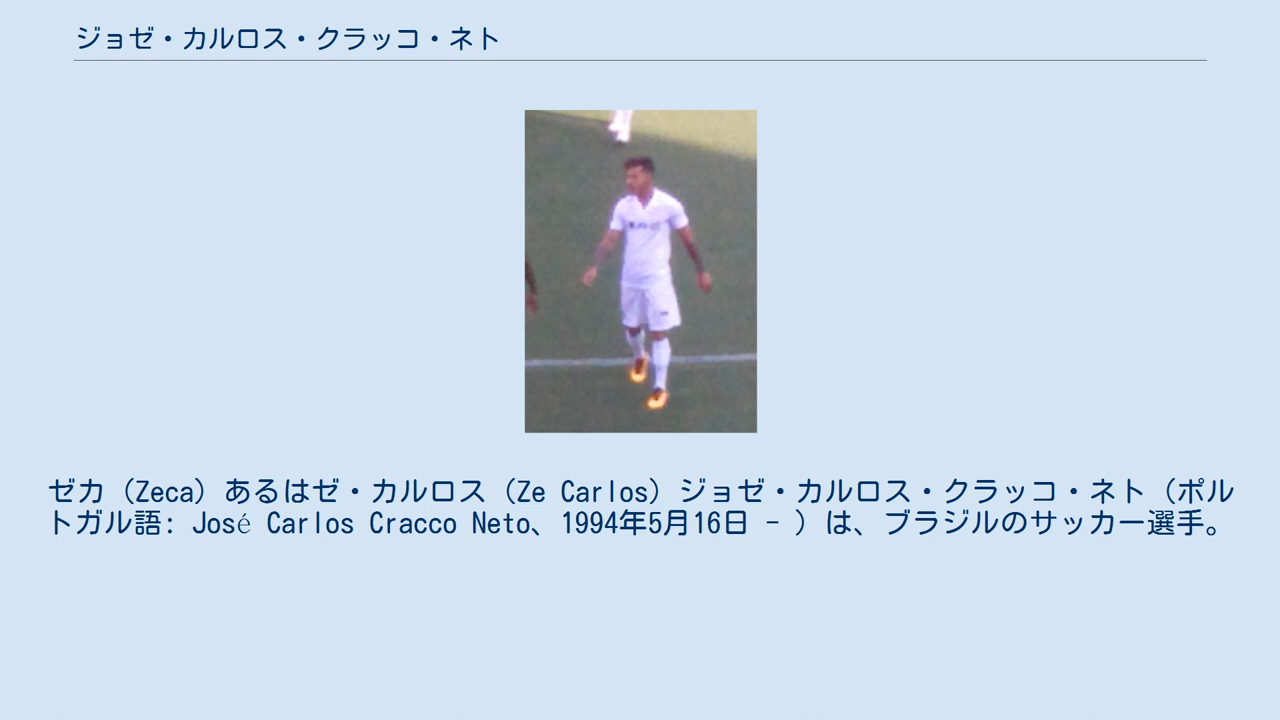 ジョゼ・カルロス・クラッコ・ネト
ゼカ（Zeca）あるはゼ・カルロス（Ze Carlos）ジョゼ・カルロス・クラッコ・ネト（ポル
トガル語: José Carlos Cracco Neto、1994年5月16日 - ）は、ブラジルのサッカー選手。